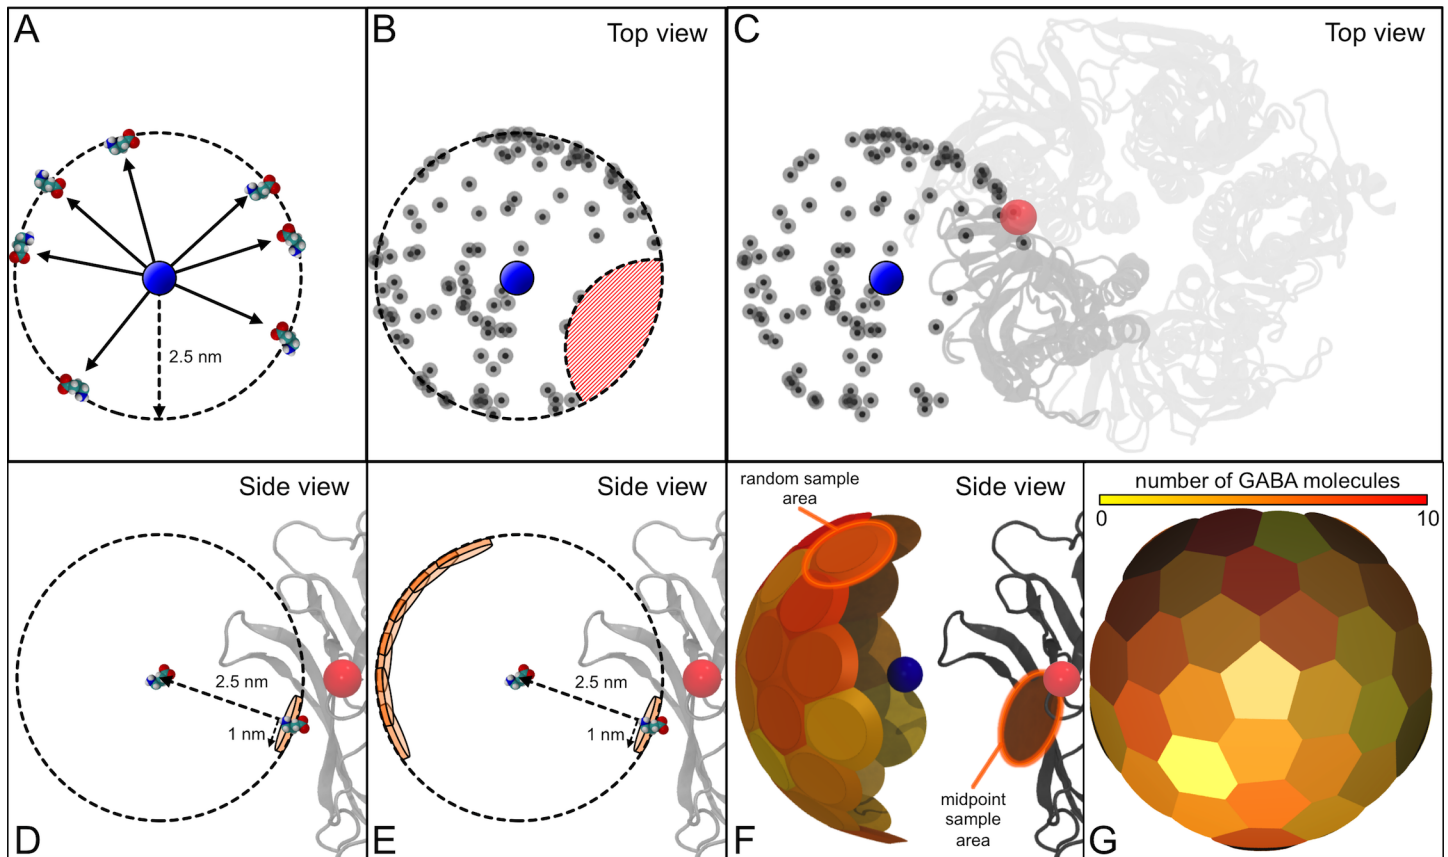 A
2.5 nm
B
Top view
C
Top view
Side view
2.5 nm
1 nm
D
Side view
2.5 nm
1 nm
E
random sample
area
Side view
midpoint
sample
area
F
number of GABA molecules
0
10
G